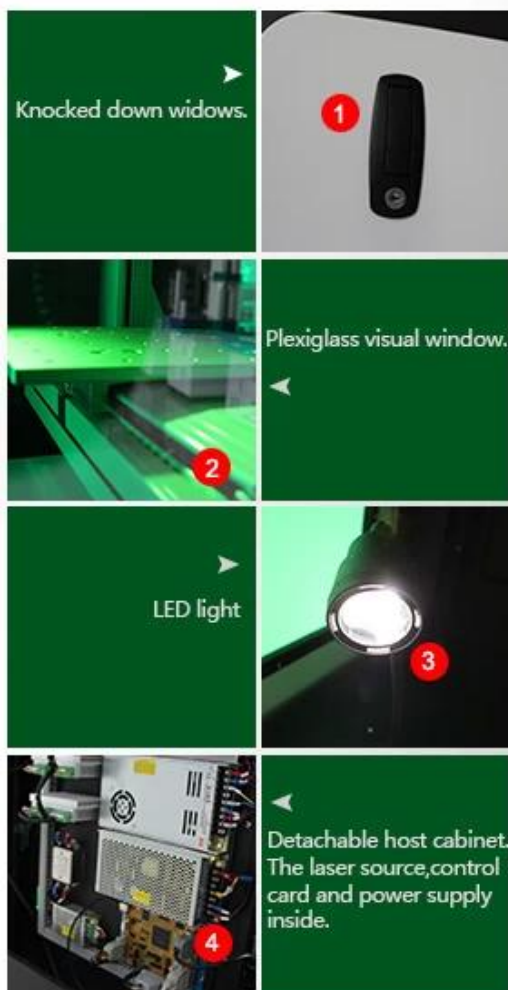 Knocked down widows.
1
Plexiglass visual window.
2
LED light
3
Detachable host cabinet.
The laser source,control
card and power supply
inside.
4